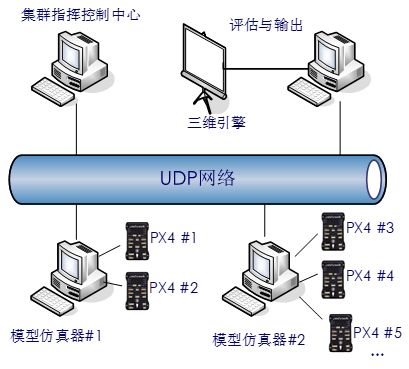 集群指挥控制中心
评估与输出
三维引擎
UDP网络
PX4 #1
PX4 #2
PX4 #3
PX4 #4
PX4 #5
...
模型仿真器#1
模型仿真器#2